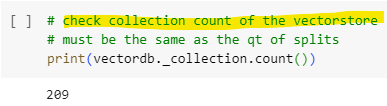 [ ] # check collection count of the vectorstore
# must be the same as the qt of splits
print(vectordb._collection.count())
209